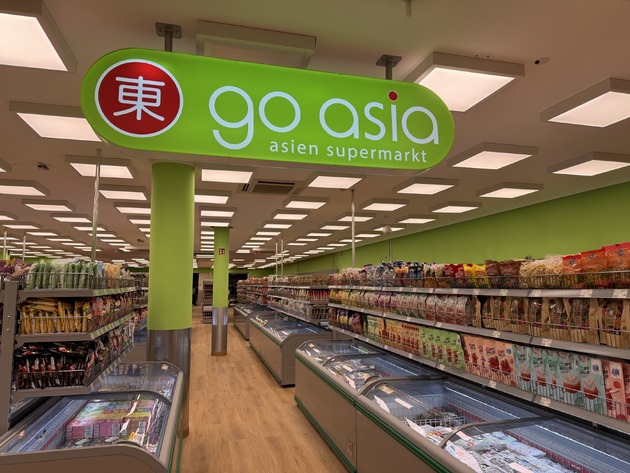 東 go asia
asien supermarkt